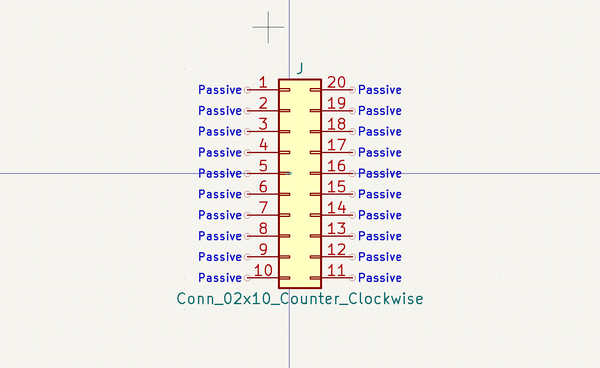 J
Passive 1 20 Passive
Passive 2 19 Passive
Passive 3 18 Passive
Passive 4 17 Passive
Passive 5 16 Passive
Passive 6 15 Passive
Passive 7 14 Passive
Passive 8 13 Passive
Passive 9 12 Passive
Passive 10 11 Passive
Conn_02x10_Counter_Clockwise